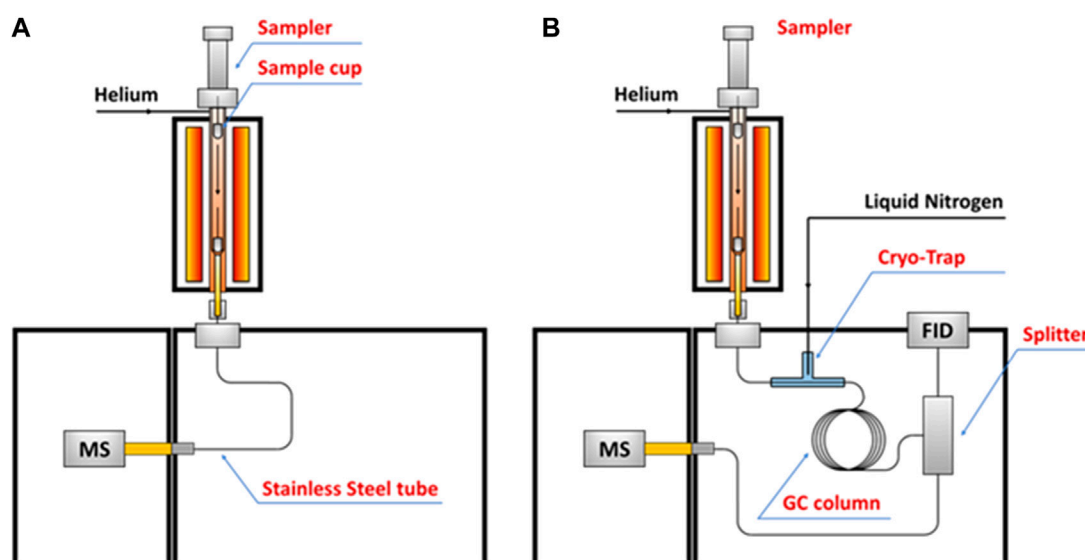 A
Sampler
Sample cup
Helium
MS
Stainless Steel tube
B
Sampler
Helium
Liquid Nitrogen
Cryo-Trap
FID
Splitter
MS
GC column